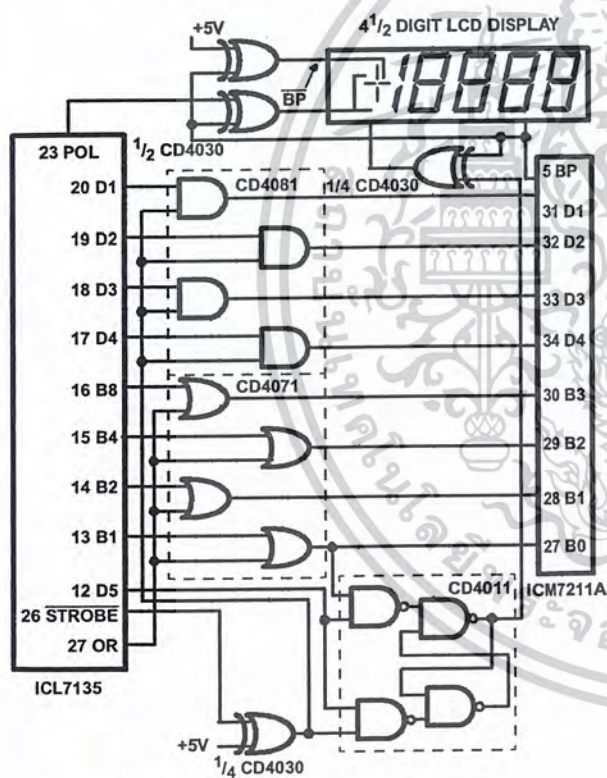 4 1/2 DIGIT LCD DISPLAY
+5V
BP
23 POL
1/2 CD4030
CD4081
1/4 CD4030
5 BP
20 D1
31 D1
19 D2
32 D2
18 D3
33 D3
17 D4
34 D4
16 B8
CD4071
30 B3
15 B4
29 B2
14 B2
28 B1
13 B1
27 B0
12 D5
CD4011
ICM7211A
26 STROBE
27 OR
ICL7135
+5V
1/4 CD4030